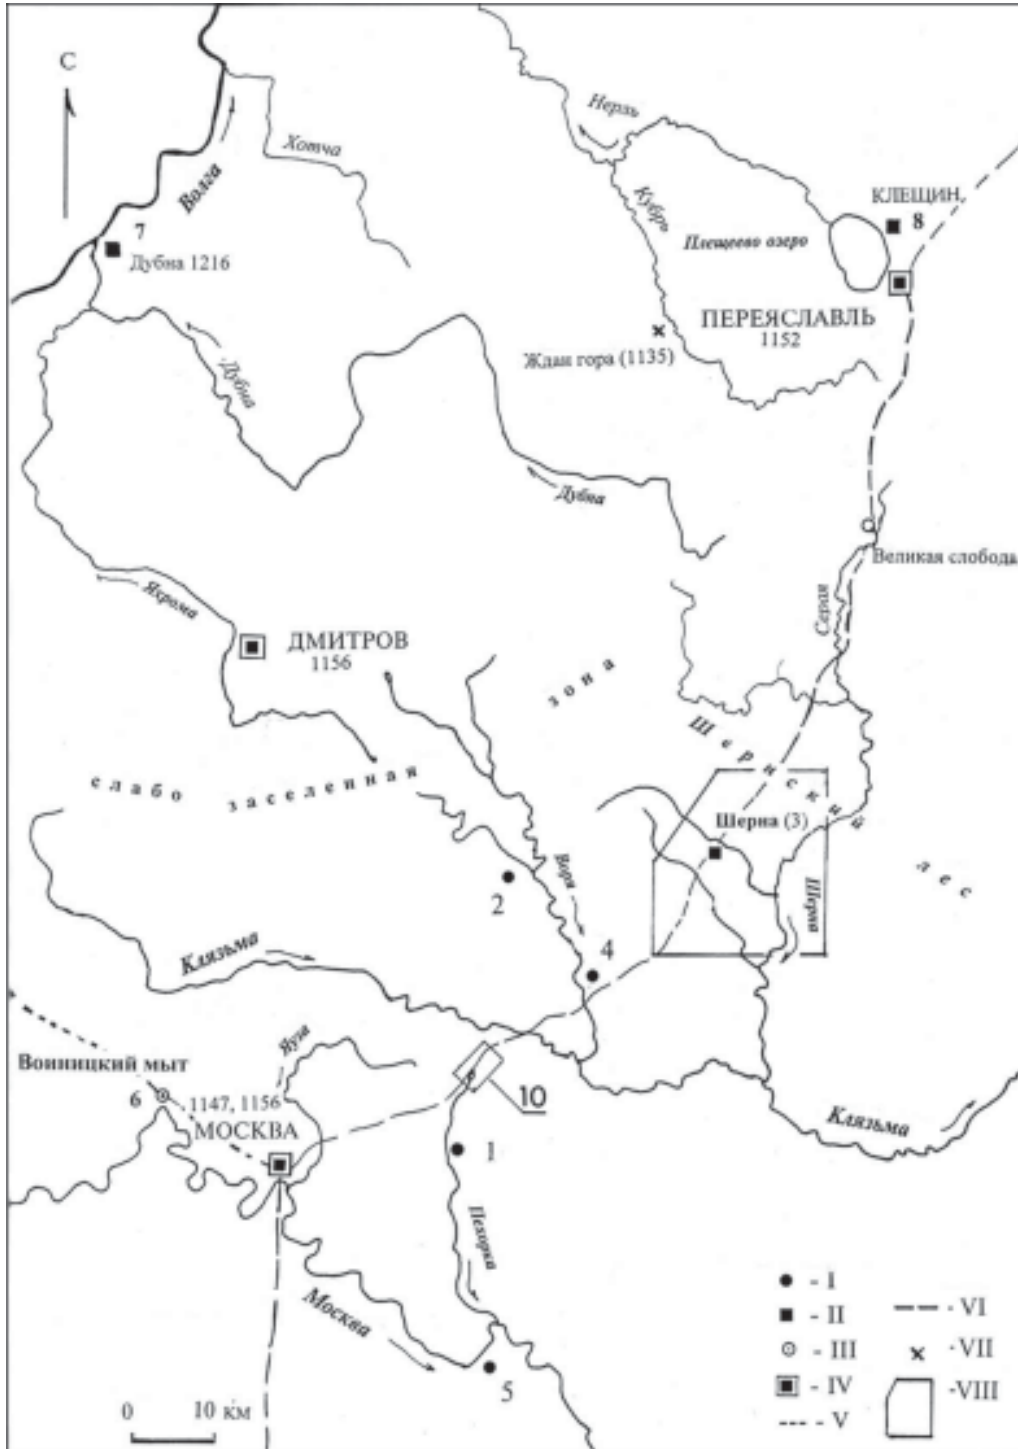 С
Нерль
Хотча
Волга
Кубрь
КЛЕЩИН
8
7
Плещеево озеро
Дубна 1216
ПЕРЕЯСЛАВЛЬ
1152
Ждан гора (1135)
Дубна
Дубна
Великая слобода
Яхрома
Серая
ДМИТРОВ
1156
зона
Шернский
слабо заселенная
Шерна (3)
лес
2
Воря
Шерна
4
Клязьма
Яуза
Воиницкий мыт
6
1147, 1156
10
МОСКВА
Клязьма
1
Пехорка
Москва
5
- I
- II
- III
- IV
- V
- VI
- VII
- VIII
0 10 КМ